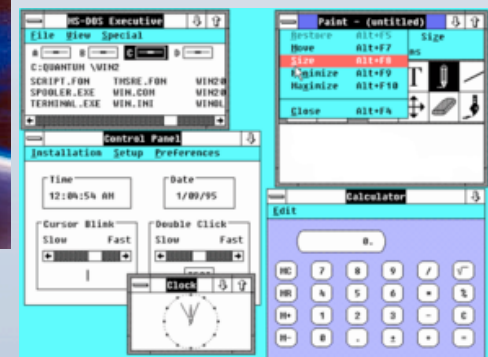 MS-DOS Executive
File View Special
A B C D
C:QUANTUM \WIN2
SCRIPT.FON TMSRE.FON WIN20
SPOOLER.EXE WIN.COM WIN20
TERMINAL.EXE WIN.INI WINOL
Paint - (untitled)
Restore Alt+F5
Move Alt+F7
Size Alt+F8
Minimize Alt+F9
Maximize Alt+F10
Close Alt+F4
Size
T
Control Panel
Installation Setup Preferences
Time
12:04:54 AM
Date
1/09/95
Cursor Blink
Slow Fast
Double Click
Slow Fast
Clock
Calculator
Edit
0.
MC 7 8 9 / √
MR 4 5 6 * %
M+ 1 2 3 - C
M- 0 . ± + =